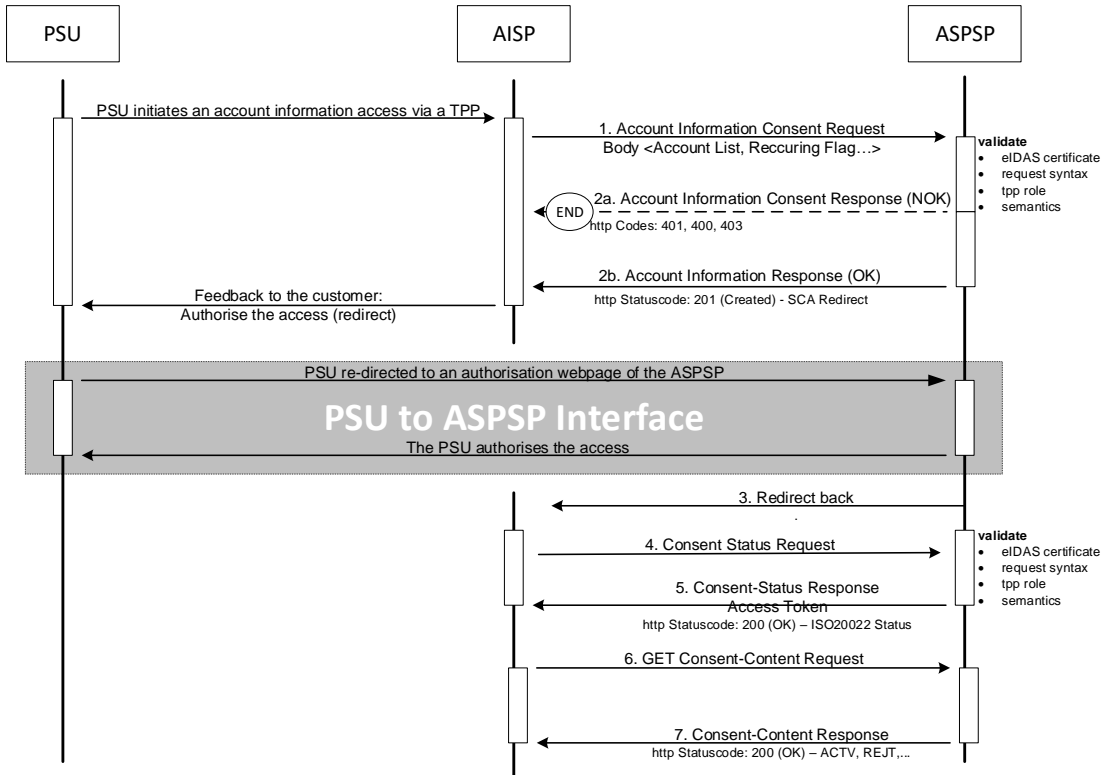 PSU
AISP
ASPSP
PSU initiates an account information access via a TPP
1. Account Information Consent Request
Body <Account List, Reccuring Flag…>
validate
• eIDAS certificate
• request syntax
• tpp role
• semantics
2a. Account Information Consent Response (NOK)
END
http Codes: 401, 400, 403
2b. Account Information Response (OK)
http Statuscode: 201 (Created) - SCA Redirect
Feedback to the customer:
Authorise the access (redirect)
PSU re-directed to an authorisation webpage of the ASPSP
PSU to ASPSP Interface
The PSU authorises the access
3. Redirect back
.
4. Consent Status Request
validate
• eIDAS certificate
• request syntax
• tpp role
• semantics
5. Consent-Status Response
Access Token
http Statuscode: 200 (OK) – ISO20022 Status
6. GET Consent-Content Request
7. Consent-Content Response
http Statuscode: 200 (OK) – ACTV, REJT,...